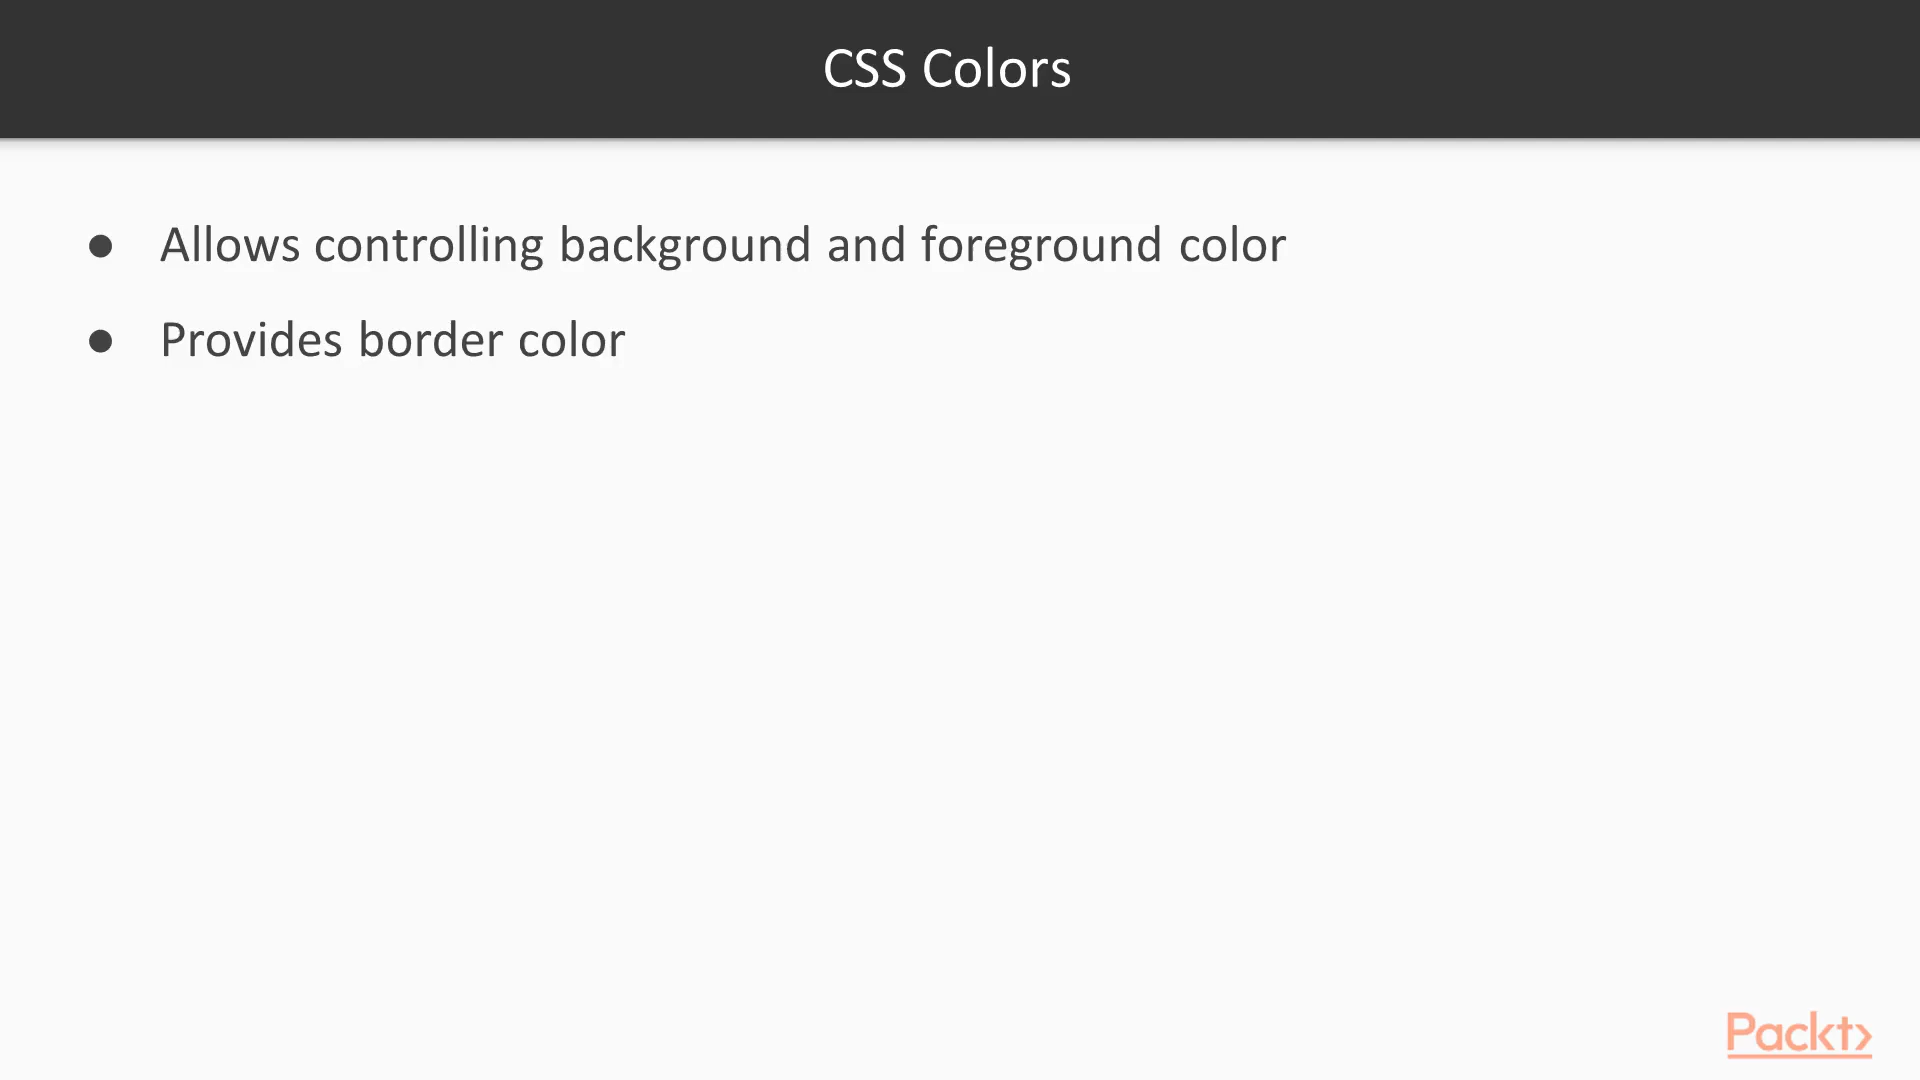 CSS Colors
● Allows controlling background and foreground color
● Provides border color
Packt>